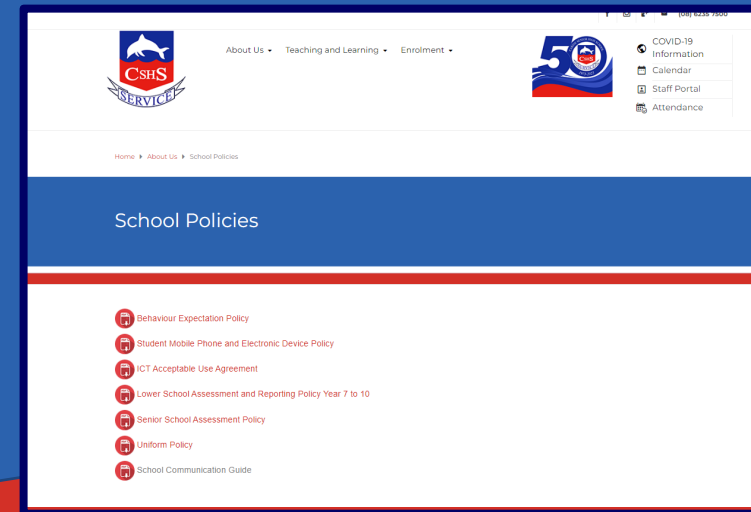 (08) 6235 7500
CSHS
SERVICE
About Us
Teaching and Learning
Enrolment
50
CSHS
COVID-19
Information
Calendar
Staff Portal
Attendance
Home
About Us
School Policies
School Policies
Behaviour Expectation Policy
Student Mobile Phone and Electronic Device Policy
ICT Acceptable Use Agreement
Lower School Assessment and Reporting Policy Year 7 to 10
Senior School Assessment Policy
Uniform Policy
School Communication Guide